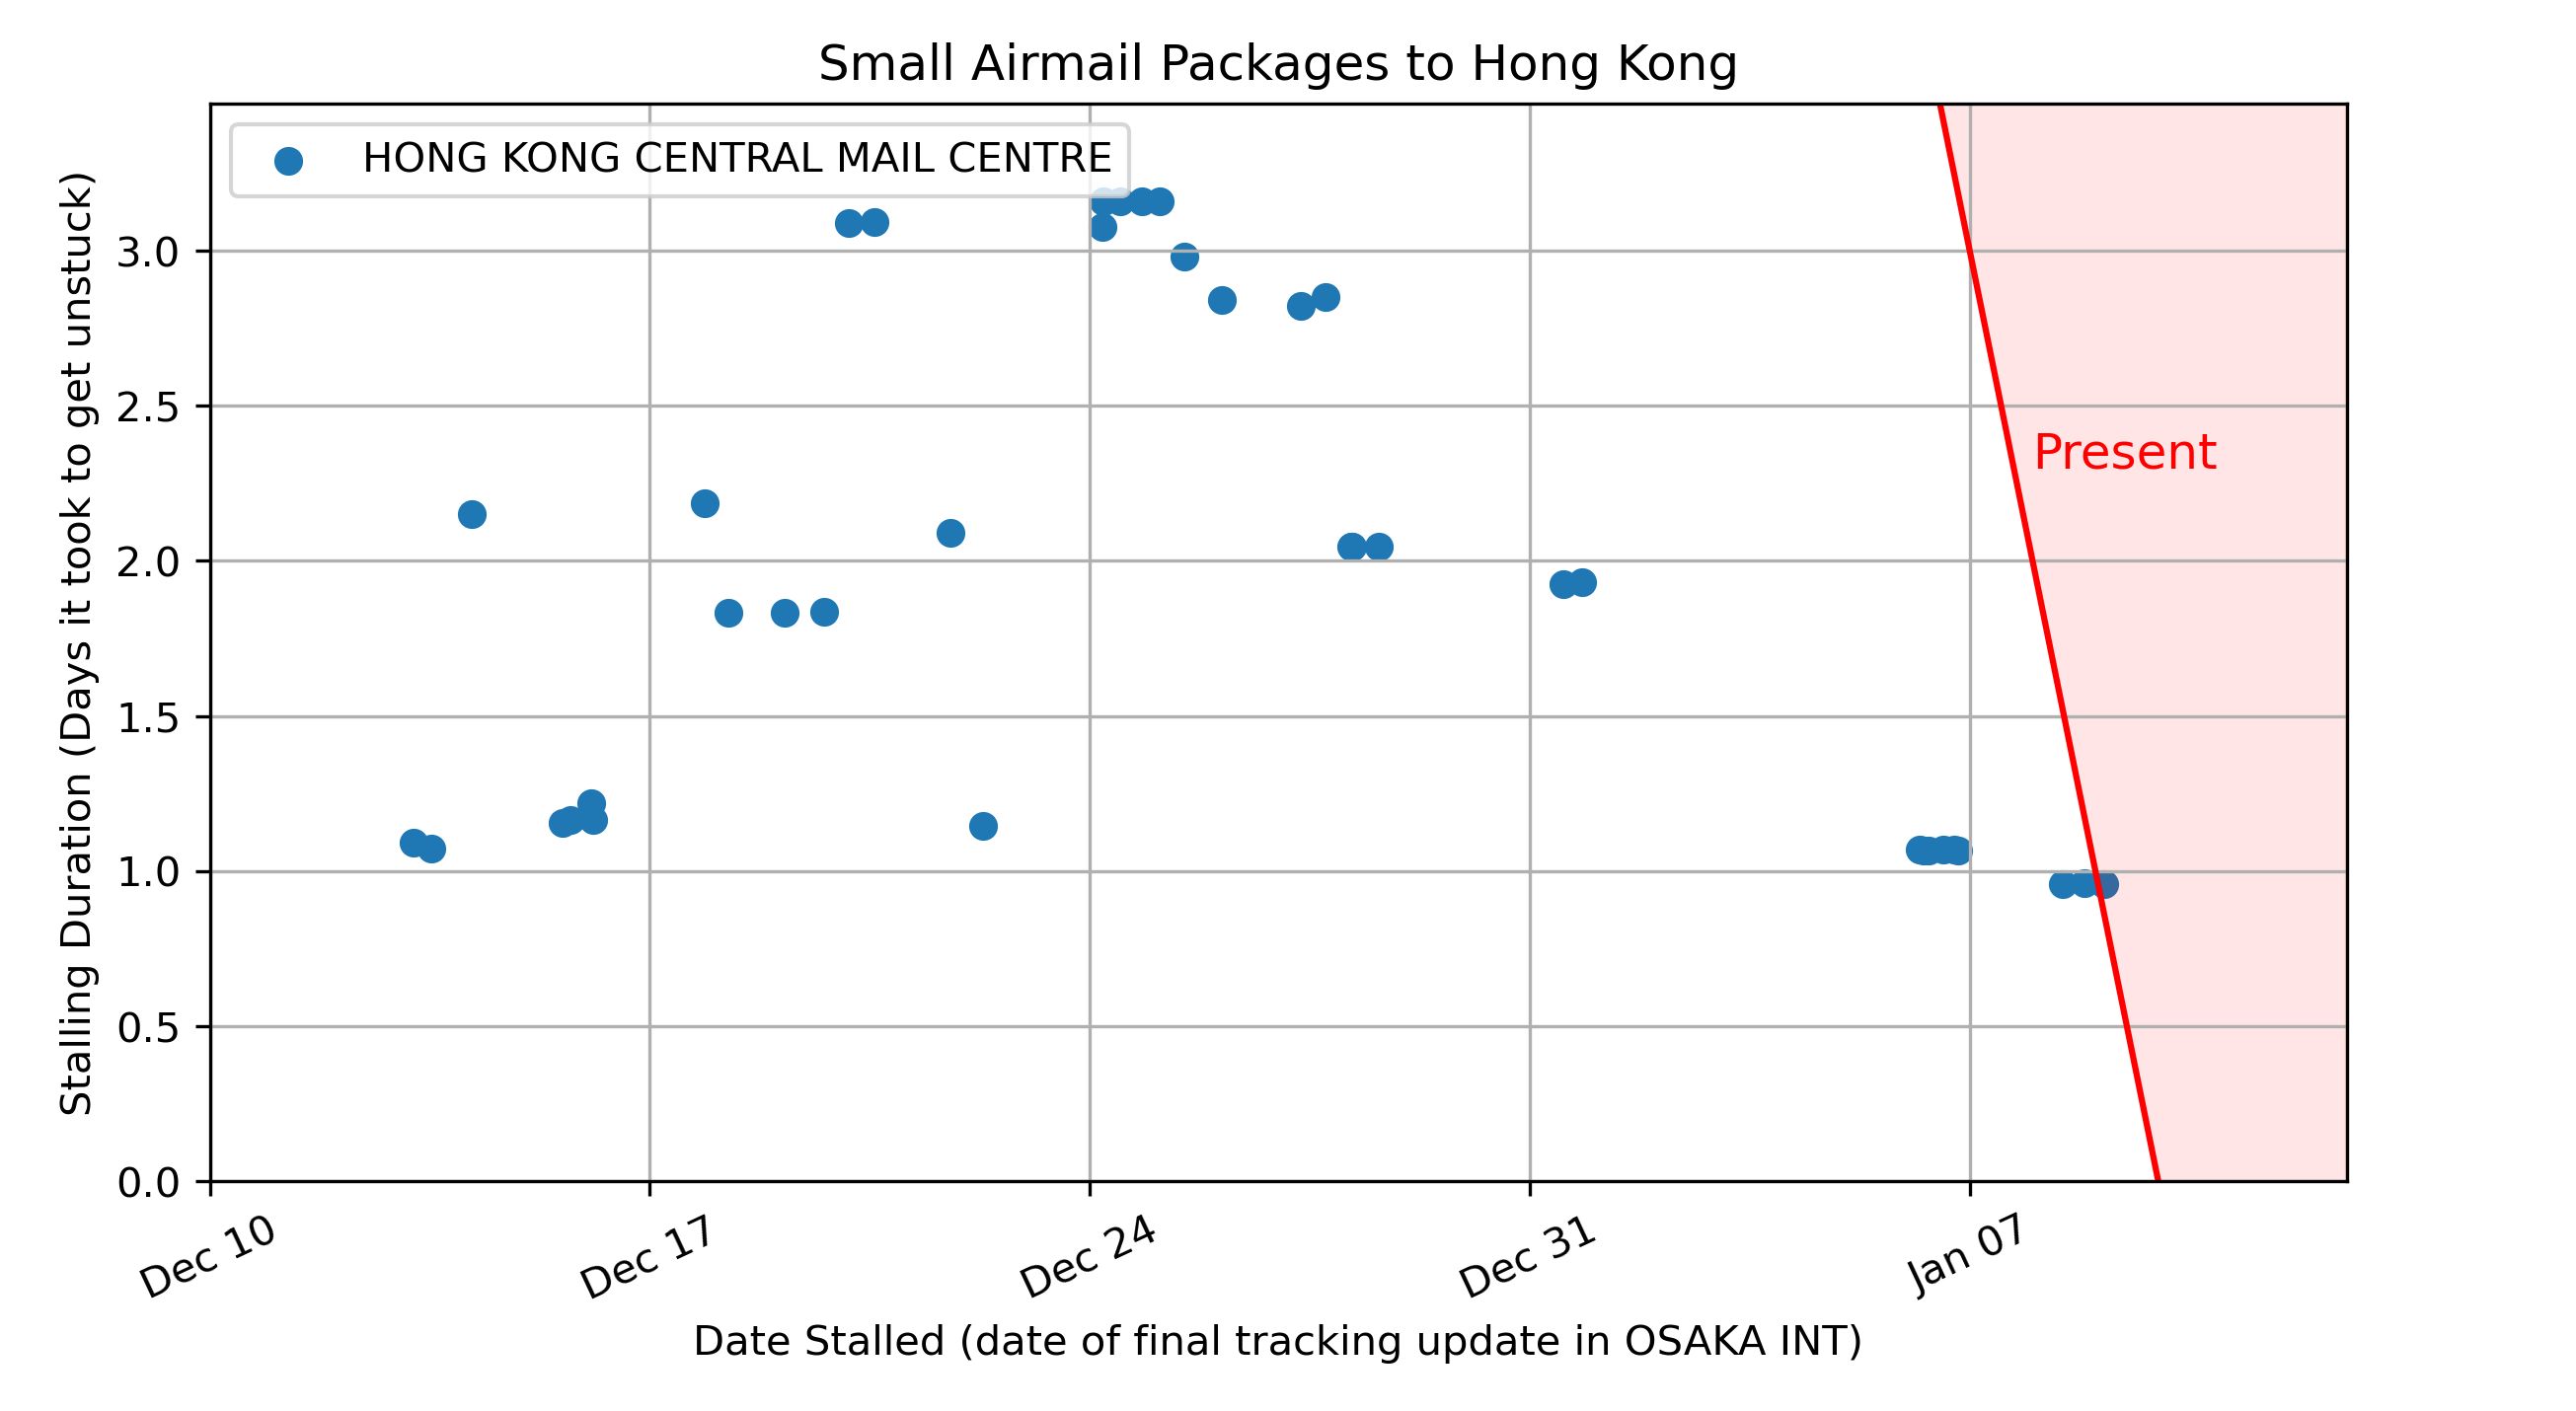 Small Airmail Packages to Hong Kong
HONG KONG CENTRAL MAIL CENTRE
Stalling Duration (Days it took to get unstuck)
3.0
2.5
2.0
1.5
1.0
0.5
0.0
Present
Dec 10
Dec 17
Dec 24
Dec 31
Jan 07
Date Stalled (date of final tracking update in OSAKA INT)